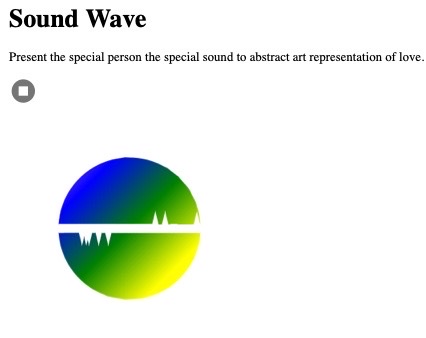 Sound Wave
Present the special person the special sound to abstract art representation of love.